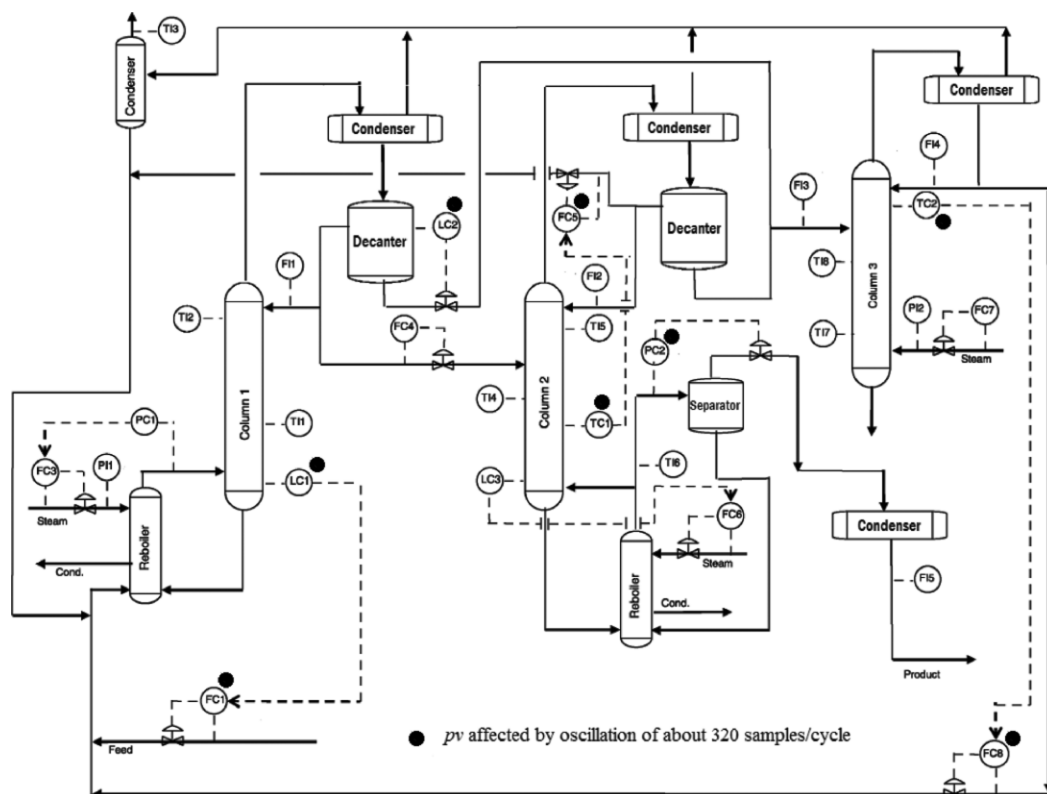 TI3
Condenser
Condenser
Condenser
Condenser
FI4
FI3
TC2
FC5
LC2
Decanter
Decanter
Column 3
TI8
FI1
FI2
TI2
TI5
FC4
PC2
PI2
FC7
TI7
Steam
Separator
Column 1
Column 2
TI4
TI1
TC1
PC1
TI6
FC3
PI1
LC1
LC3
FC6
Steam
Steam
Condenser
Reboiler
Reboiler
Cond.
Cond.
FI5
Product
FC1
Feed
pv affected by oscillation of about 320 samples/cycle
FC8